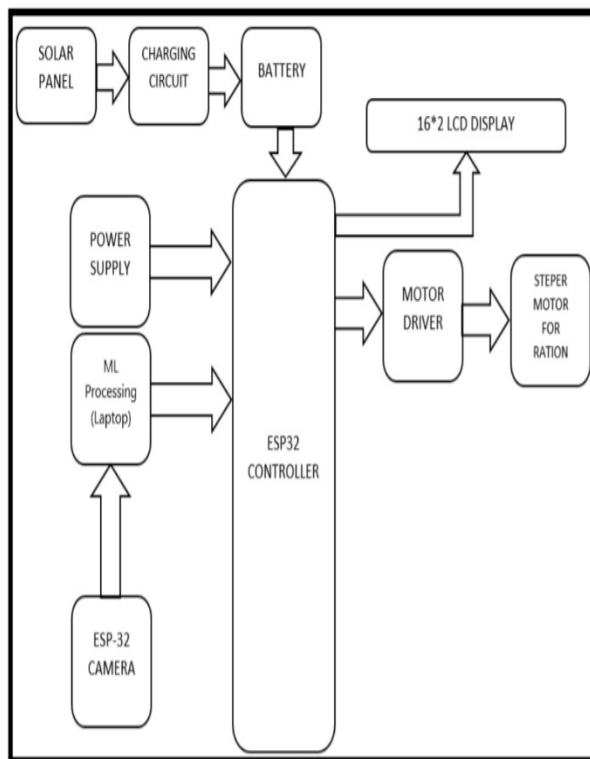 SOLAR
PANEL
CHARGING
CIRCUIT
BATTERY
16*2 LCD DISPLAY
POWER
SUPPLY
MOTOR
DRIVER
STEPER
MOTOR
FOR
RATION
ML
Processing
(Laptop)
ESP32
CONTROLLER
ESP-32
CAMERA